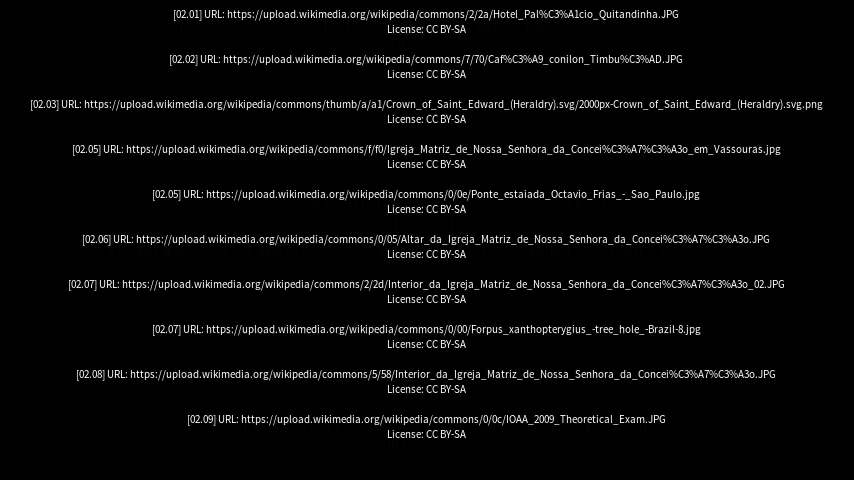 [02.01] URL: https://upload.wikimedia.org/wikipedia/commons/2/2a/Hotel_Pal%C3%A1cio_Quitandinha.JPG
License: CC BY-SA
[02.02] URL: https://upload.wikimedia.org/wikipedia/commons/7/70/Caf%C3%A9_conilon_Timbu%C3%AD.JPG
License: CC BY-SA
[02.03] URL: https://upload.wikimedia.org/wikipedia/commons/thumb/a/a1/Crown_of_Saint_Edward_(Heraldry).svg/2000px-Crown_of_Saint_Edward_(Heraldry).svg.png
License: CC BY-SA
[02.05] URL: https://upload.wikimedia.org/wikipedia/commons/f/f0/Igreja_Matriz_de_Nossa_Senhora_da_Concei%C3%A7%C3%A3o_em_Vassouras.jpg
License: CC BY-SA
[02.05] URL: https://upload.wikimedia.org/wikipedia/commons/0/0e/Ponte_estaiada_Octavio_Frias_-_Sao_Paulo.jpg
License: CC BY-SA
[02.06] URL: https://upload.wikimedia.org/wikipedia/commons/0/05/Altar_da_Igreja_Matriz_de_Nossa_Senhora_da_Concei%C3%A7%C3%A3o.JPG
License: CC BY-SA
[02.07] URL: https://upload.wikimedia.org/wikipedia/commons/2/2d/Interior_da_Igreja_Matriz_de_Nossa_Senhora_da_Concei%C3%A7%C3%A3o_02.JPG
License: CC BY-SA
[02.07] URL: https://upload.wikimedia.org/wikipedia/commons/0/00/Forpus_xanthopterygius_-tree_hole_-Brazil-8.jpg
License: CC BY-SA
[02.08] URL: https://upload.wikimedia.org/wikipedia/commons/5/58/Interior_da_Igreja_Matriz_de_Nossa_Senhora_da_Concei%C3%A7%C3%A3o.JPG
License: CC BY-SA
[02.09] URL: https://upload.wikimedia.org/wikipedia/commons/0/0c/IOAA_2009_Theoretical_Exam.JPG
License: CC BY-SA